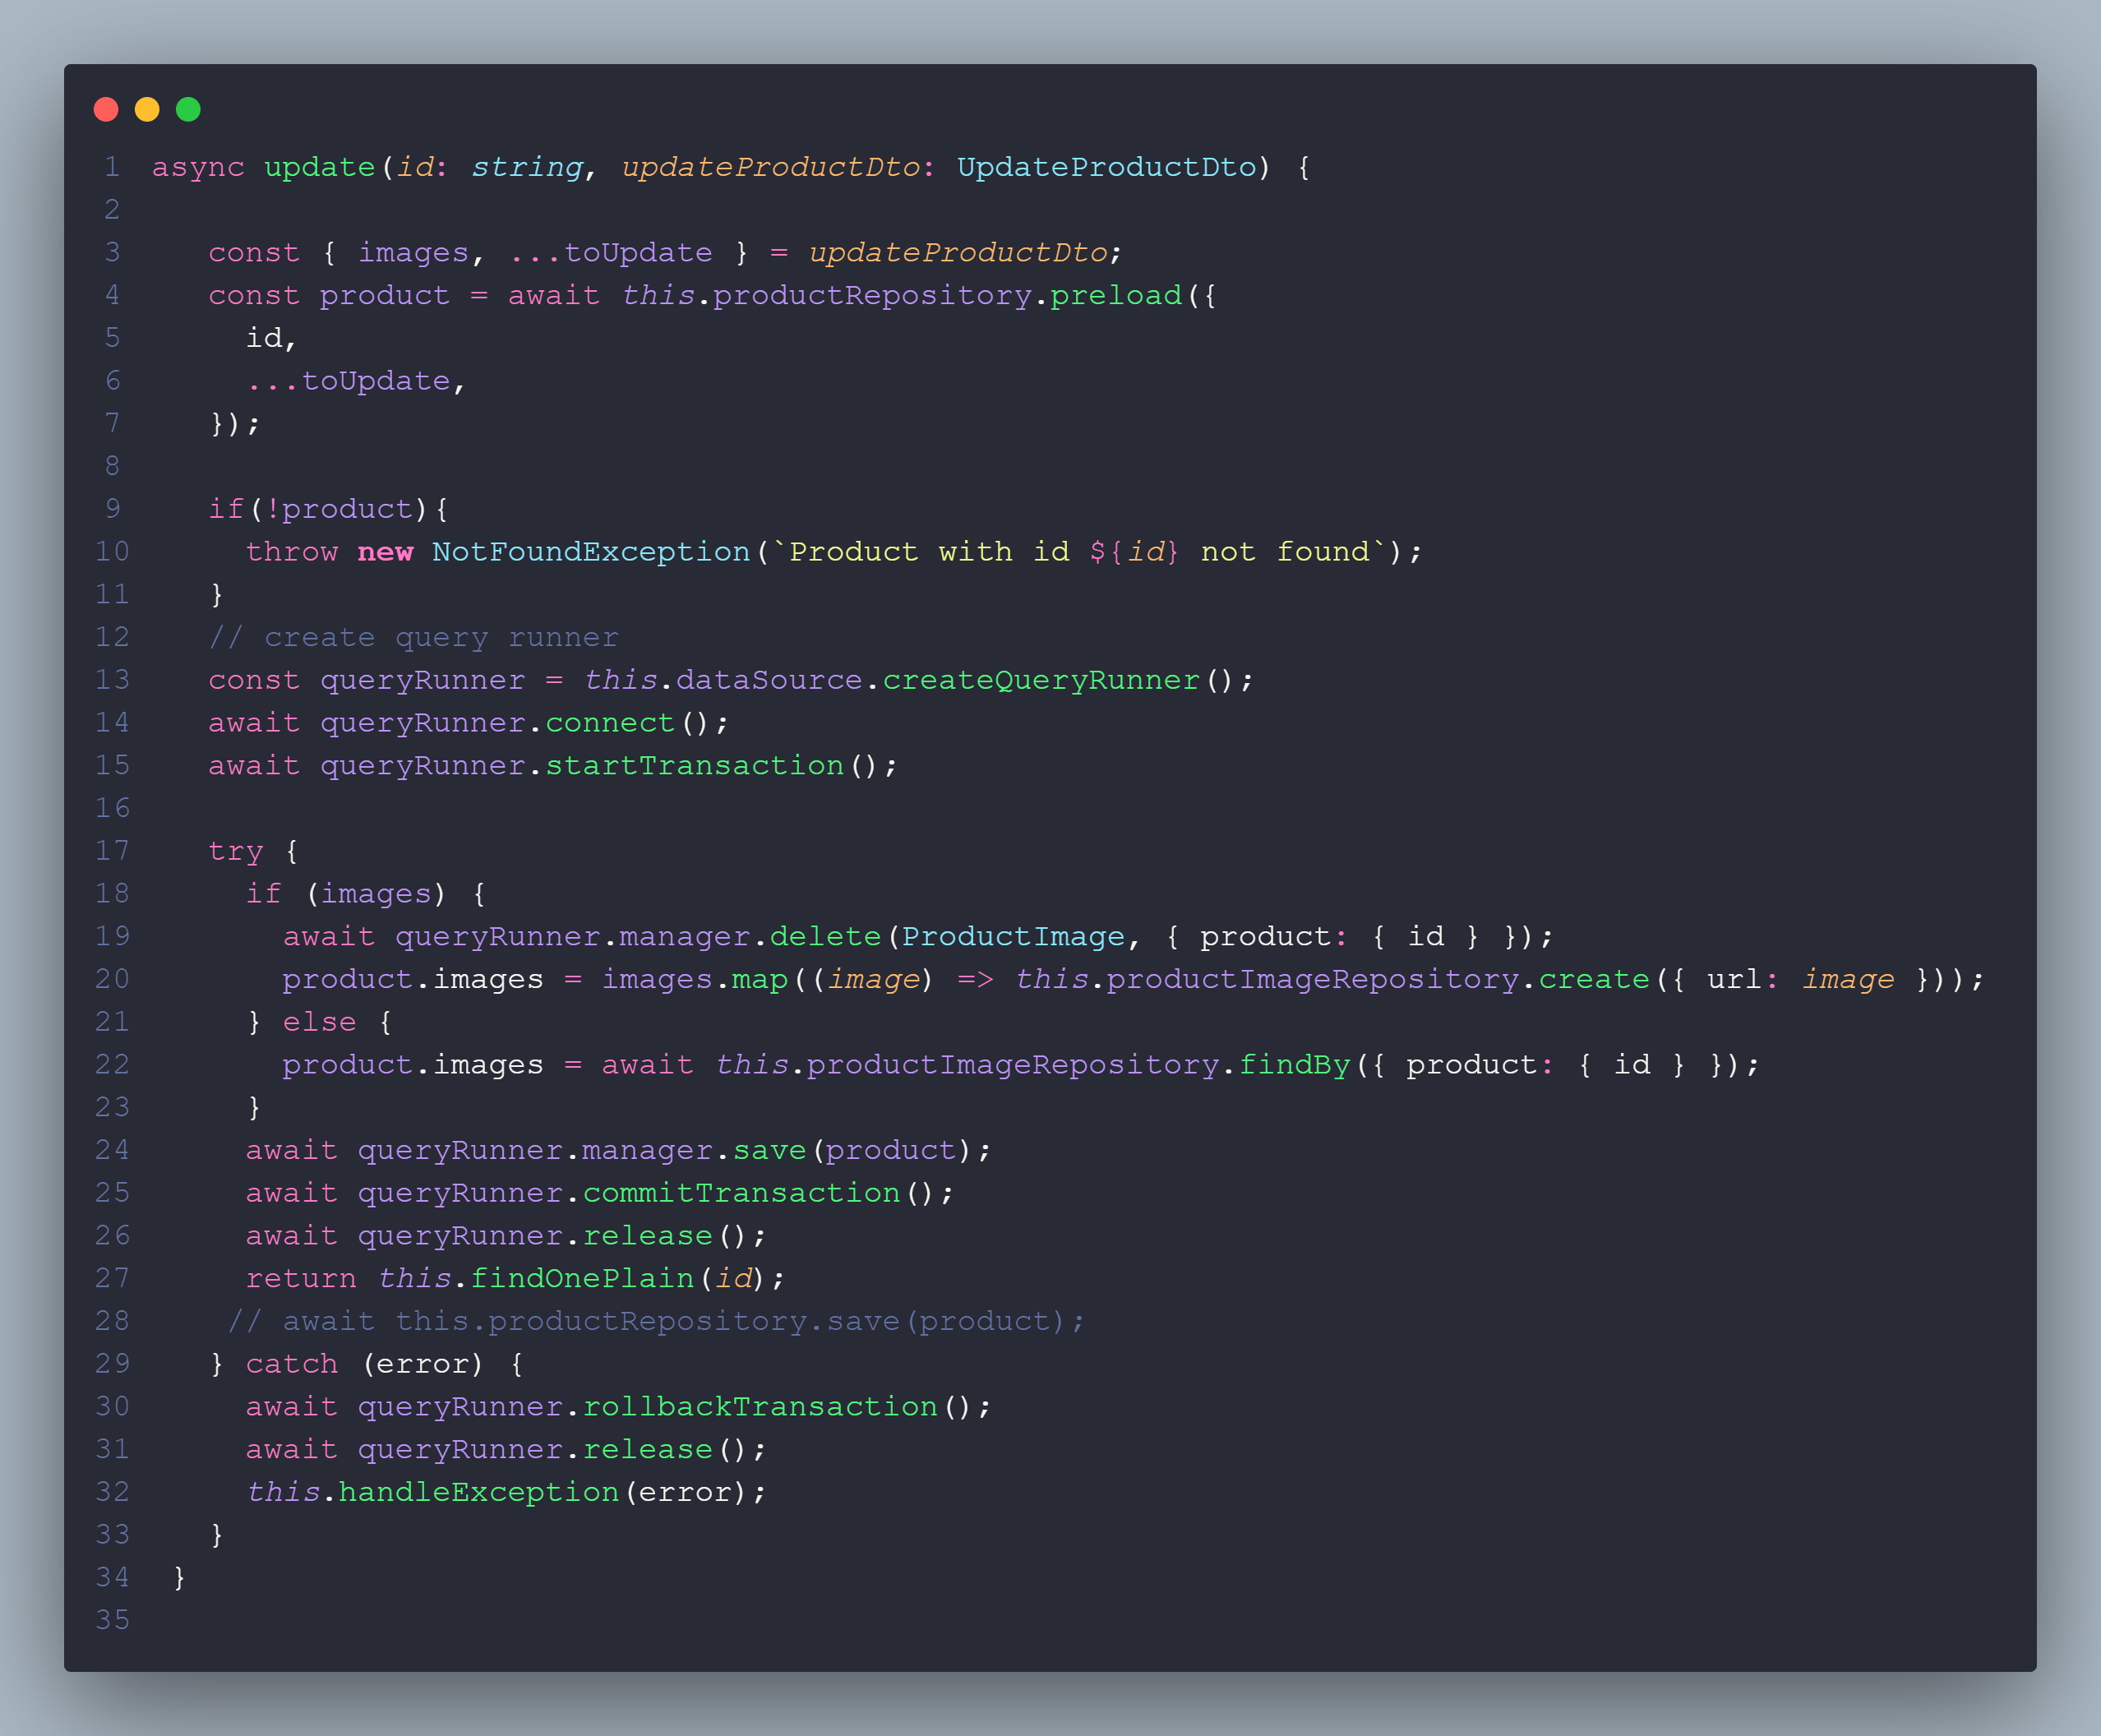 1 async update(id: string, updateProductDto: UpdateProductDto) {
2
3    const { images, ...toUpdate } = updateProductDto;
4    const product = await this.productRepository.preload({
5      id,
6      ...toUpdate,
7    });
8
9    if(!product){
10      throw new NotFoundException(`Product with id ${id} not found`);
11    }
12    // create query runner
13    const queryRunner = this.dataSource.createQueryRunner();
14    await queryRunner.connect();
15    await queryRunner.startTransaction();
16
17    try {
18      if (images) {
19        await queryRunner.manager.delete(ProductImage, { product: { id } });
20        product.images = images.map((image) => this.productImageRepository.create({ url: image }));
21      } else {
22        product.images = await this.productImageRepository.findBy({ product: { id } });
23      }
24      await queryRunner.manager.save(product);
25      await queryRunner.commitTransaction();
26      await queryRunner.release();
27      return this.findOnePlain(id);
28     // await this.productRepository.save(product);
29    } catch (error) {
30      await queryRunner.rollbackTransaction();
31      await queryRunner.release();
32      this.handleException(error);
33    }
34  }
35